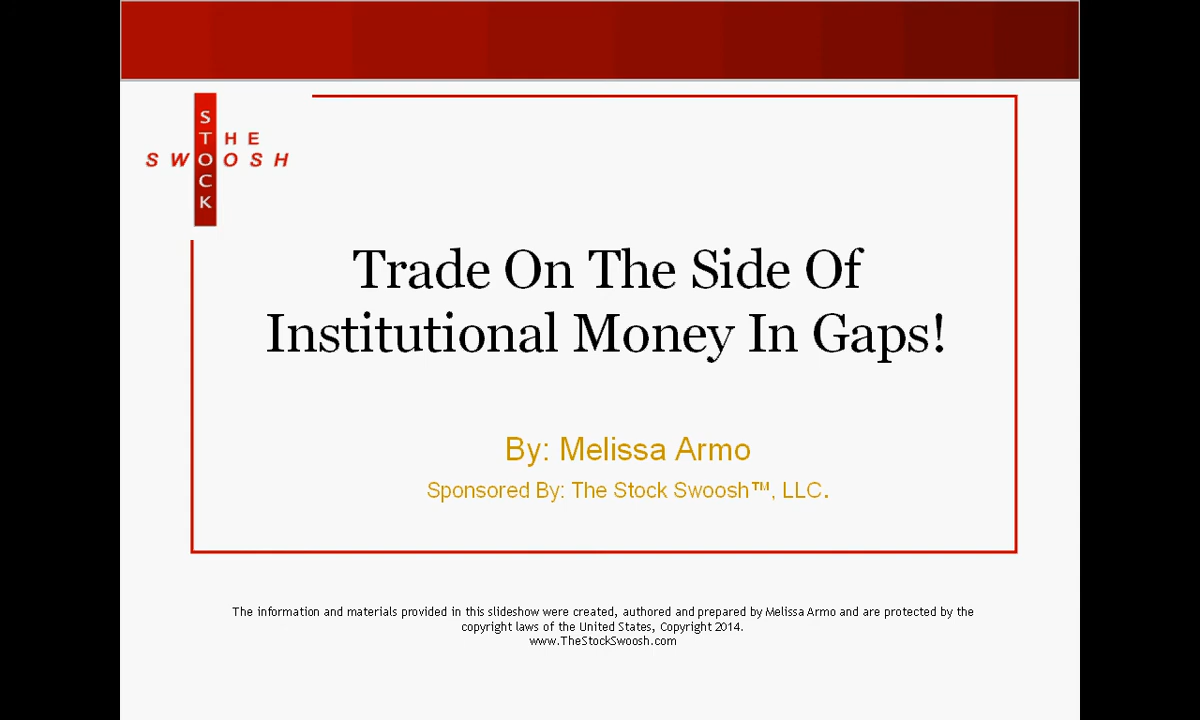 STOCK
THE
SWOOSH
Trade On The Side Of
Institutional Money In Gaps!
By: Melissa Armo
Sponsored By: The Stock Swoosh™, LLC.
The information and materials provided in this slideshow were created, authored and prepared by Melissa Armo and are protected by the
copyright laws of the United States, Copyright 2014.
www.TheStockSwoosh.com